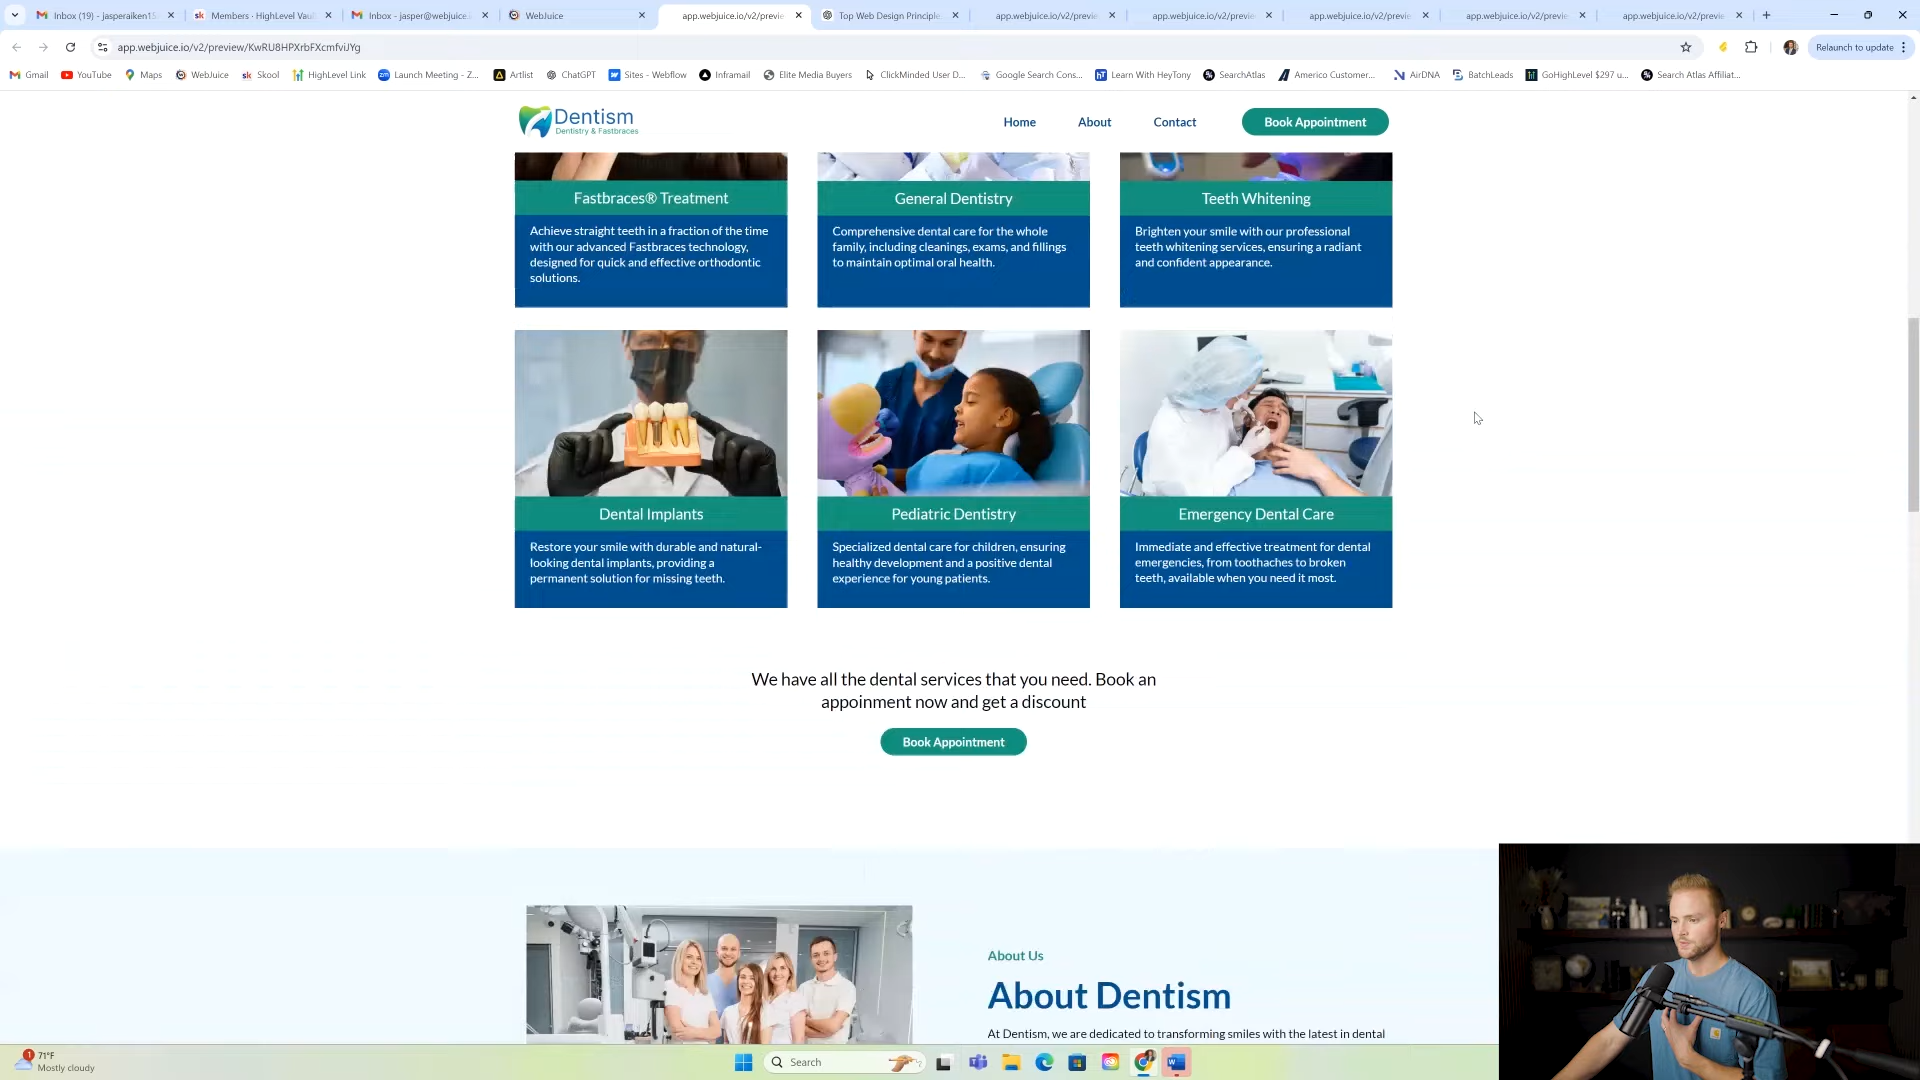 Inbox (19) - jasperaiken1
Members · HighLevel Vau
Inbox - jasper@webjuice.
WebJuice
app.webjuice.io/v2/previe
Top Web Design Principle
app.webjuice.io/v2/previe
app.webjuice.io/v2/previe
app.webjuice.io/v2/previe
app.webjuice.io/v2/previe
app.webjuice.io/v2/previe
app.webjuice.io/v2/preview/KwRU8HPXrbFXcmfviJYg
Relaunch to update
Gmail
YouTube
Maps
WebJuice
Skool
HighLevel Link
Launch Meeting - Z...
Artlist
ChatGPT
Sites - Webflow
Inframail
Elite Media Buyers
ClickMinded User D...
Google Search Cons...
Learn With HeyTony
SearchAtlas
Americo Customer...
AirDNA
BatchLeads
GoHighLevel $297 u...
Search Atlas Affiliat...
Dentism
Dentistry & Fastbraces
Home
About
Contact
Book Appointment
Fastbraces® Treatment
Achieve straight teeth in a fraction of the time
with our advanced Fastbraces technology,
designed for quick and effective orthodontic
solutions.
General Dentistry
Comprehensive dental care for the whole
family, including cleanings, exams, and fillings
to maintain optimal oral health.
Teeth Whitening
Brighten your smile with our professional
teeth whitening services, ensuring a radiant
and confident appearance.
Dental Implants
Restore your smile with durable and natural-
looking dental implants, providing a
permanent solution for missing teeth.
Pediatric Dentistry
Specialized dental care for children, ensuring
healthy development and a positive dental
experience for young patients.
Emergency Dental Care
Immediate and effective treatment for dental
emergencies, from toothaches to broken
teeth, available when you need it most.
We have all the dental services that you need. Book an
appoinment now and get a discount
Book Appointment
About Us
About Dentism
At Dentism, we are dedicated to transforming smiles with the latest in dental
1
71°F
Mostly cloudy
Search